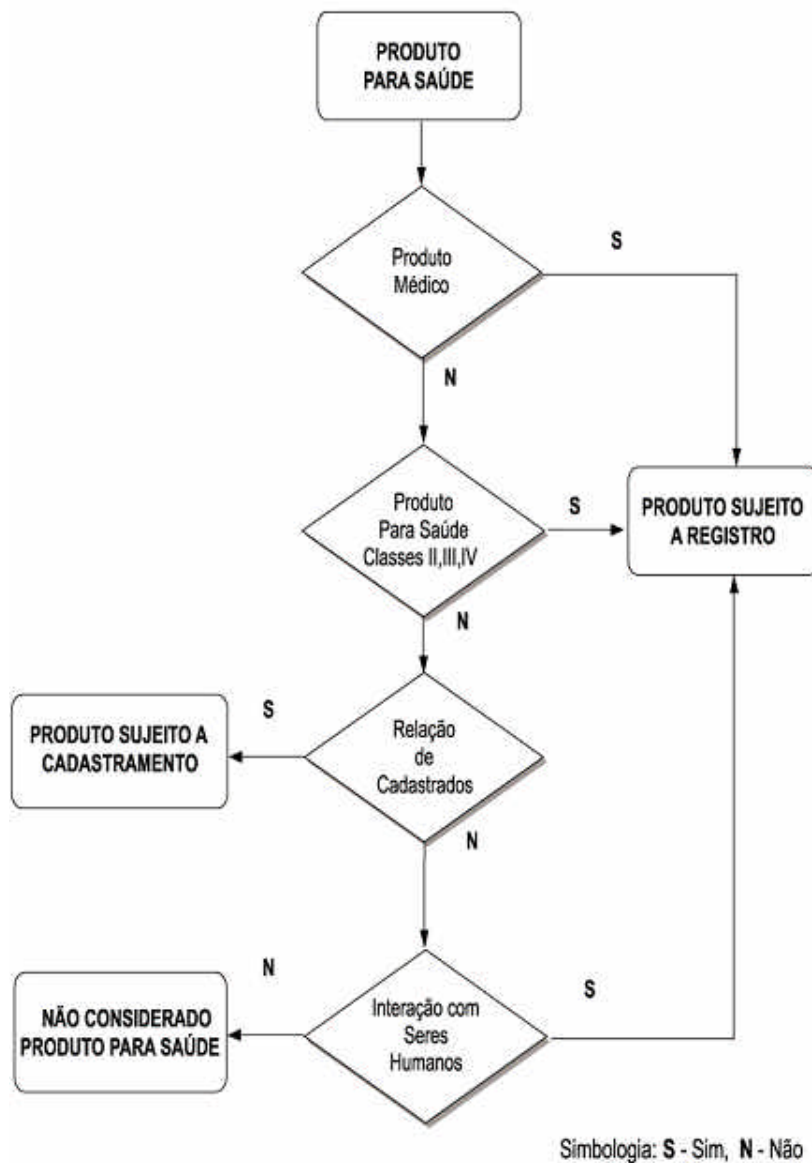 PRODUTO
PARA SAÚDE
Produto
Médico
S
N
Produto
Para Saúde
Classes II,III,IV
S
PRODUTO SUJEITO
A REGISTRO
N
PRODUTO SUJEITO A
CADASTRAMENTO
S
Relação
de
Cadastrados
N
NÃO CONSIDERADO
PRODUTO PARA SAÚDE
N
Interação com
Seres
Humanos
S
Simbologia: S - Sim, N - Não